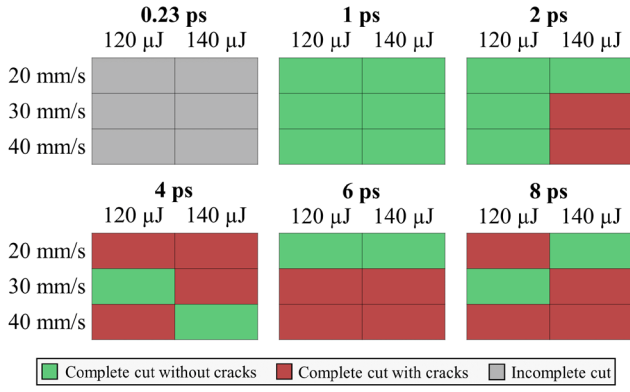 0.23 ps 1 ps 2 ps
120 μJ 140 μJ 120 μJ 140 μJ 120 μJ 140 μJ
20 mm/s
30 mm/s
40 mm/s
4 ps 6 ps 8 ps
120 μJ 140 μJ 120 μJ 140 μJ 120 μJ 140 μJ
20 mm/s
30 mm/s
40 mm/s
Complete cut without cracks Complete cut with cracks Incomplete cut